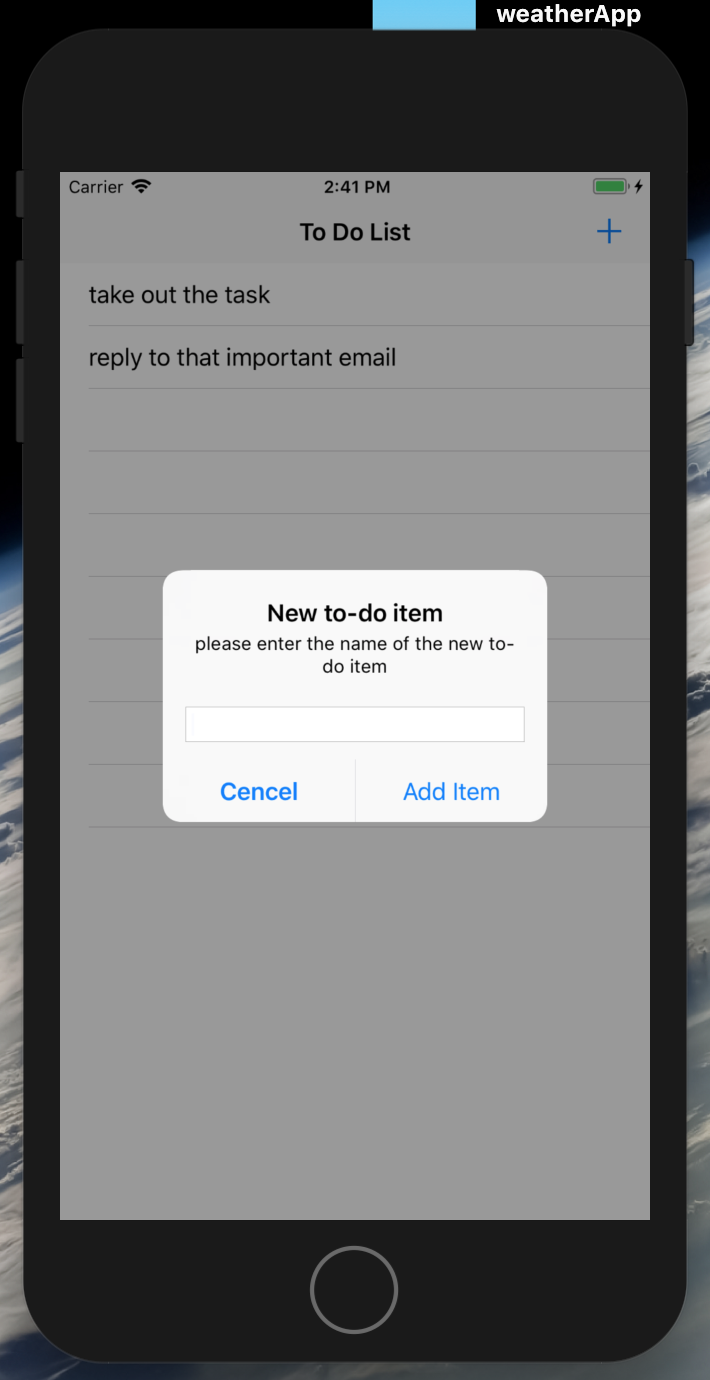 weatherApp
Carrier 2:41 PM
To Do List +
take out the task
reply to that important email
New to-do item
please enter the name of the new to-
do item
Cencel Add Item